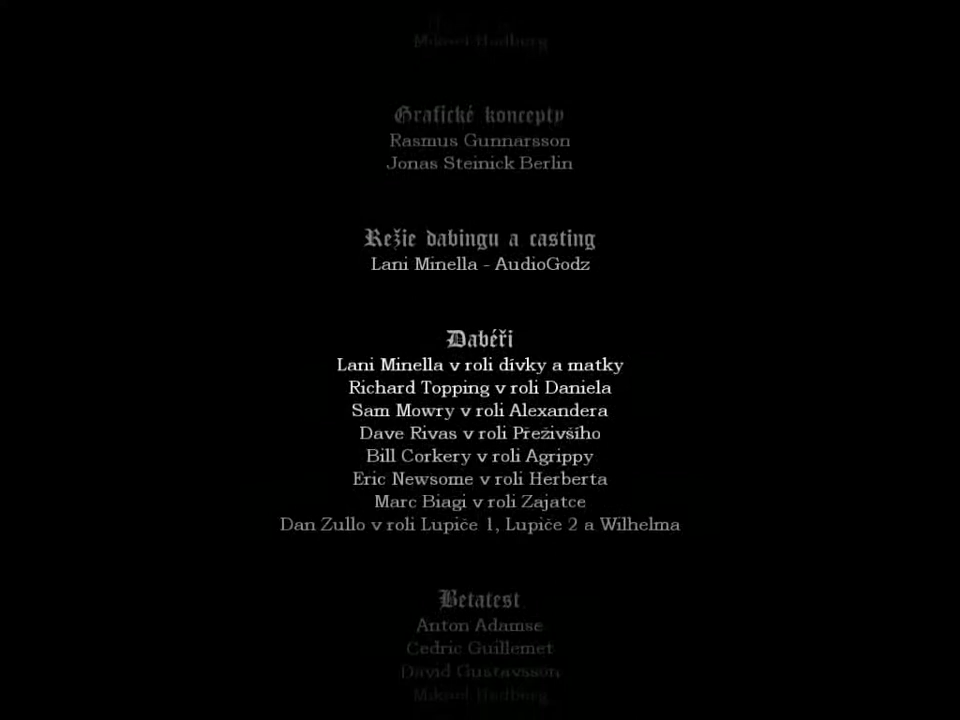 Mikael Hedberg
Grafické koncepty
Rasmus Gunnarsson
Jonas Steinick Berlin
Režie dabingu a casting
Lani Minella - AudioGodz
Dabéři
Lani Minella v roli dívky a matky
Richard Topping v roli Daniela
Sam Mowry v roli Alexandera
Dave Rivas v roli Přeživšího
Bill Corkery v roli Agrippy
Eric Newsome v roli Herberta
Marc Biagi v roli Zajatce
Dan Zullo v roli Lupiče 1, Lupiče 2 a Wilhelma
Betatest
Anton Adamse
Cedric Guillemet
David Gustavsson
Mikael Hedberg